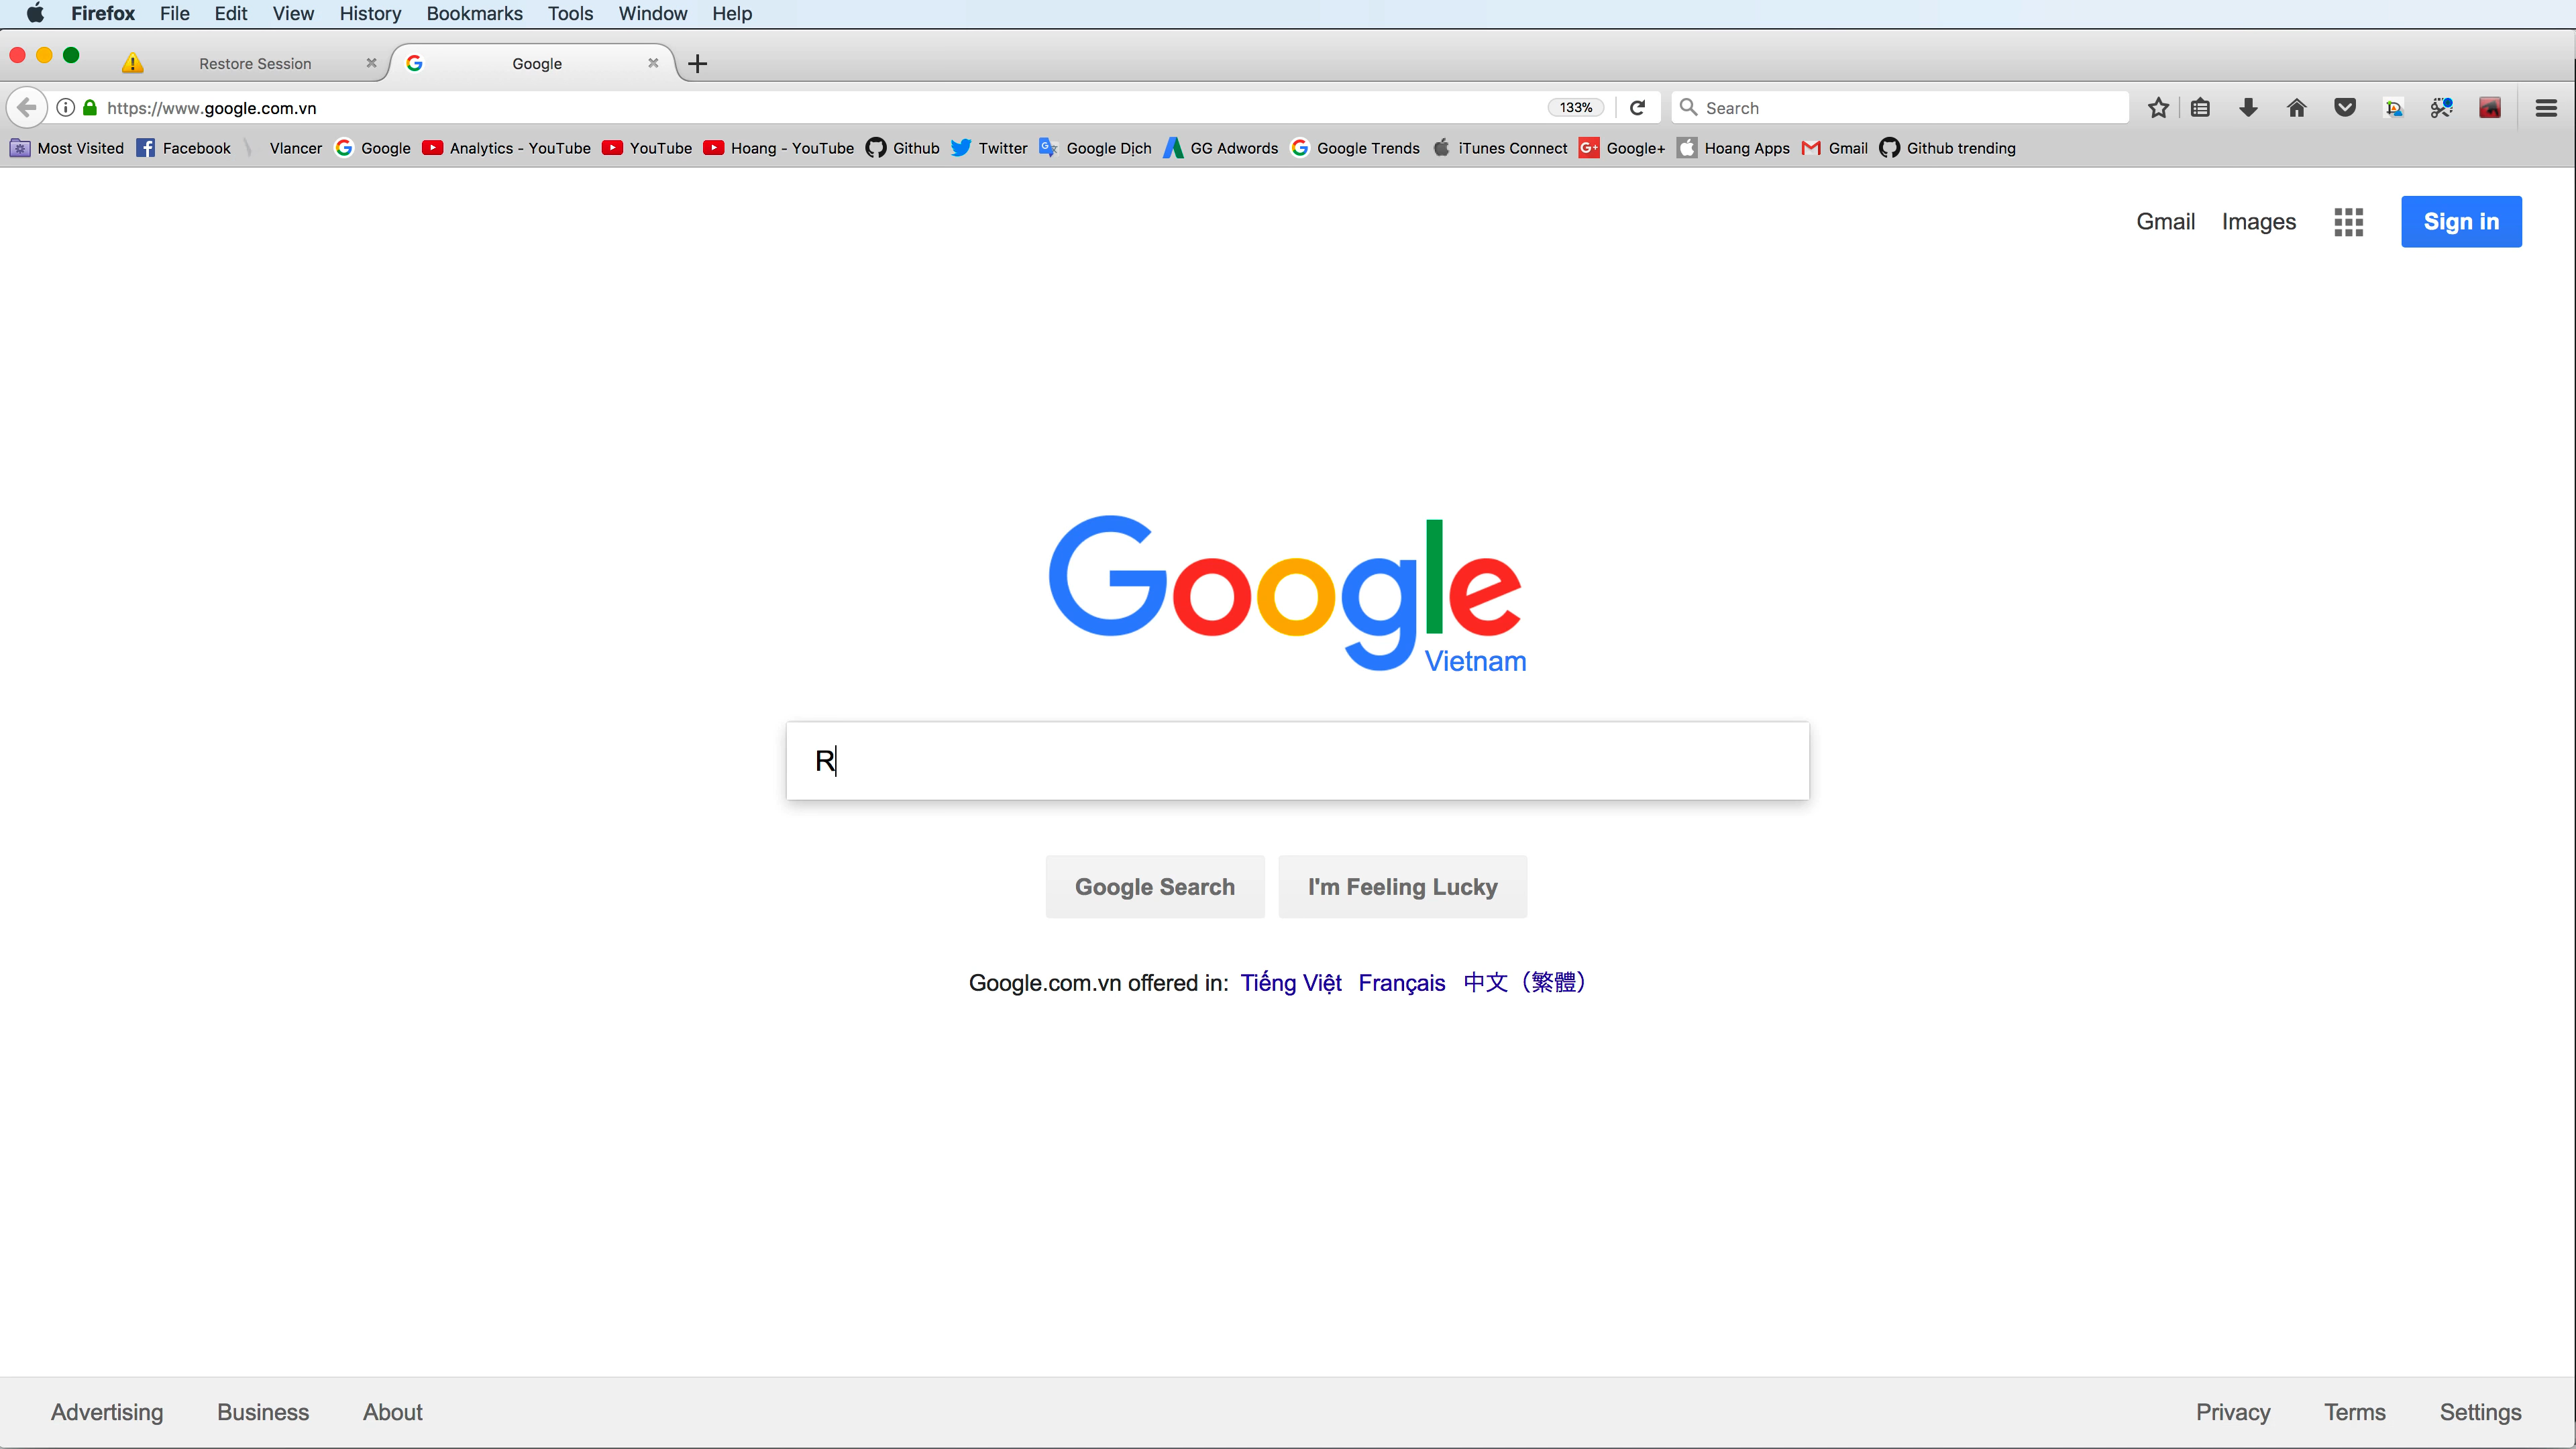 Firefox File Edit View History Bookmarks Tools Window Help
Restore Session Google
https://www.google.com.vn 133% Search
Most Visited Facebook Vlancer Google Analytics - YouTube YouTube Hoang - YouTube Github Twitter Google Dịch GG Adwords Google Trends iTunes Connect Google+ Hoang Apps Gmail Github trending
Gmail Images Sign in
Google
Vietnam
R
Google Search I'm Feeling Lucky
Google.com.vn offered in: Tiếng Việt Français 中文（繁體）
Advertising Business About Privacy Terms Settings